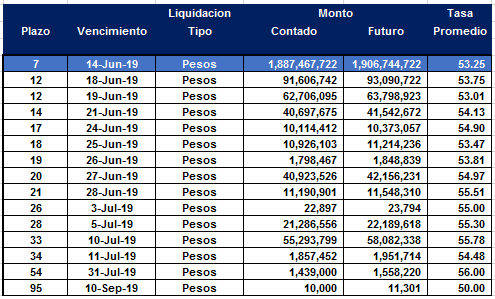 Liquidacion Monto Tasa
Plazo Vencimiento Tipo Contado Futuro Promedio
7 14-Jun-19 Pesos 1,887,467,722 1,906,744,722 53.25
12 18-Jun-19 Pesos 91,606,742 93,090,722 53.75
12 19-Jun-19 Pesos 62,706,095 63,798,923 53.01
14 21-Jun-19 Pesos 40,697,675 41,542,672 54.13
17 24-Jun-19 Pesos 10,114,412 10,373,057 54.90
18 25-Jun-19 Pesos 10,926,103 11,214,236 53.47
19 26-Jun-19 Pesos 1,798,467 1,848,839 53.81
20 27-Jun-19 Pesos 40,923,526 42,156,231 54.97
21 28-Jun-19 Pesos 11,190,901 11,548,310 55.51
26 3-Jul-19 Pesos 22,897 23,794 55.00
28 5-Jul-19 Pesos 21,286,556 22,189,618 55.30
33 10-Jul-19 Pesos 55,293,799 58,082,338 55.78
34 11-Jul-19 Pesos 1,857,452 1,951,714 54.48
54 31-Jul-19 Pesos 1,439,000 1,558,220 56.00
95 10-Sep-19 Pesos 10,000 11,301 50.00